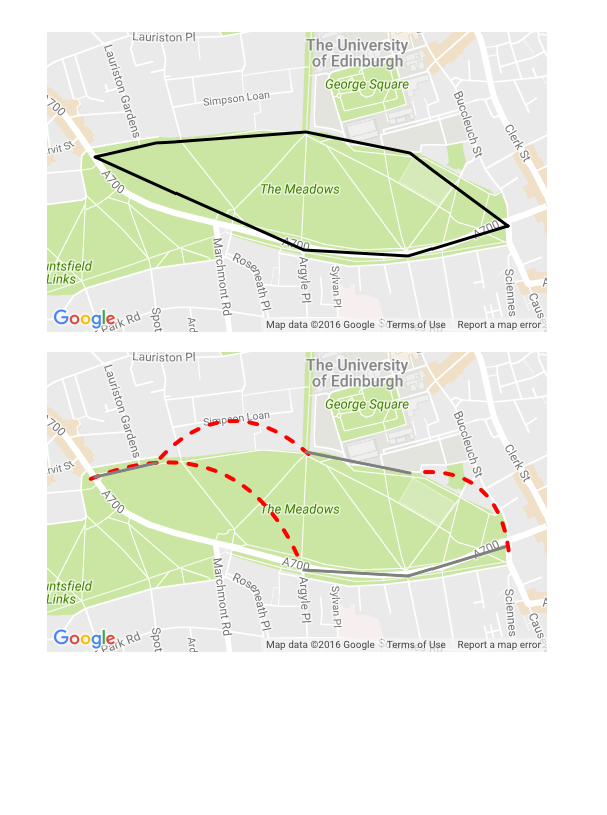 Lauriston Pl
The University
of Edinburgh
Lauriston Gardens
George Square
Simpson Loan
A700
Buccleuch St
Clerk St
rvit St
A700
The Meadows
A700
A700
Marchmont Rd
Roseneath Pl
Argyle Pl
Sylvan Pl
Sciennes
untsfield
Links
Caus
Spot
Ard
Park Rd
Google
Map data ©2016 Google
Terms of Use
Report a map error
Lauriston Pl
The University
of Edinburgh
Lauriston Gardens
George Square
Simpson Loan
A700
Buccleuch St
Clerk St
rvit St
A700
The Meadows
A700
A700
Marchmont Rd
Roseneath Pl
Argyle Pl
Sylvan Pl
Sciennes
untsfield
Links
Caus
Spot
Ard
Park Rd
Google
Map data ©2016 Google
Terms of Use
Report a map error